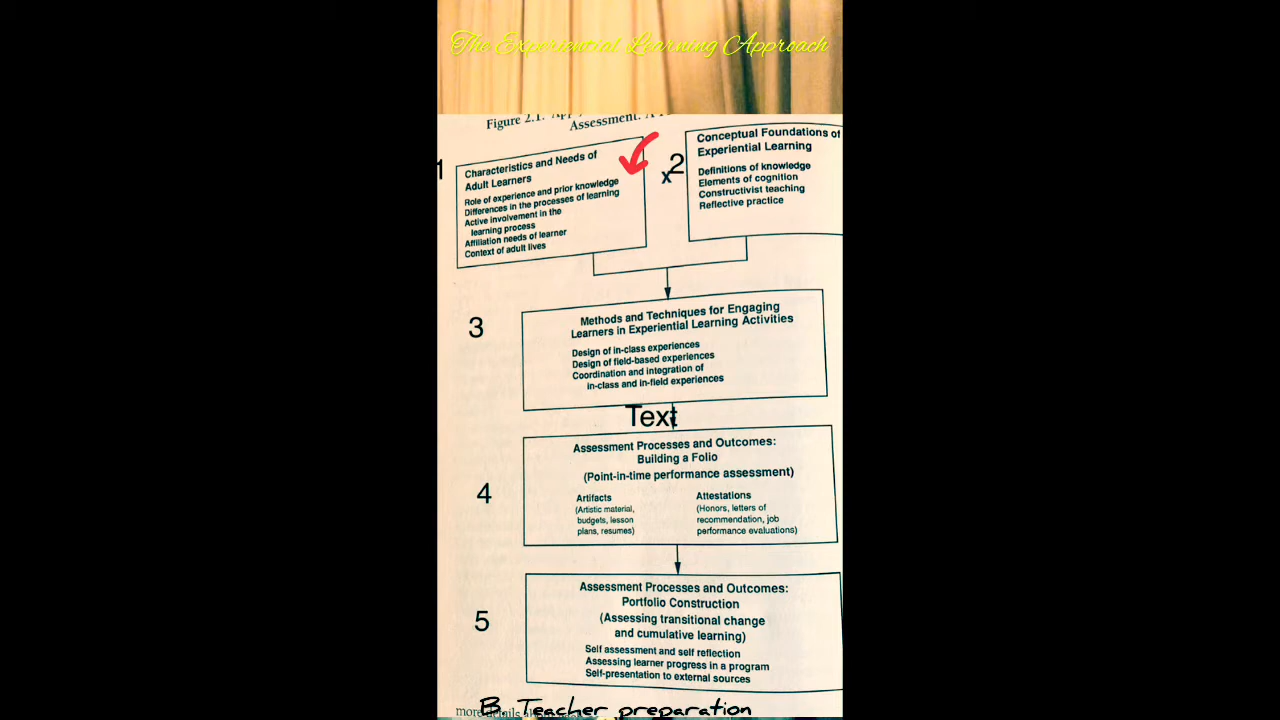 The Experiential Learning Approach
Figure 2.1.
Assessment:
1
Characteristics and Needs of
Adult Learners
Role of experience and prior knowledge
Differences in the processes of learning
Active involvement in the
learning process
Affiliation needs of learner
Context of adult lives
x2
Conceptual Foundations of
Experiential Learning
Definitions of knowledge
Elements of cognition
Constructivist teaching
Reflective practice
3
Methods and Techniques for Engaging
Learners in Experiential Learning Activities
Design of in-class experiences
Design of field-based experiences
Coordination and integration of
in-class and in-field experiences
Text
4
Assessment Processes and Outcomes:
Building a Folio
(Point-in-time performance assessment)
Artifacts
(Artistic material,
budgets, lesson
plans, resumes)
Attestations
(Honors, letters of
recommendation, job
performance evaluations)
5
Assessment Processes and Outcomes:
Portfolio Construction
(Assessing transitional change
and cumulative learning)
Self assessment and self reflection
Assessing learner progress in a program
Self-presentation to external sources
B. Teacher preparation
more details